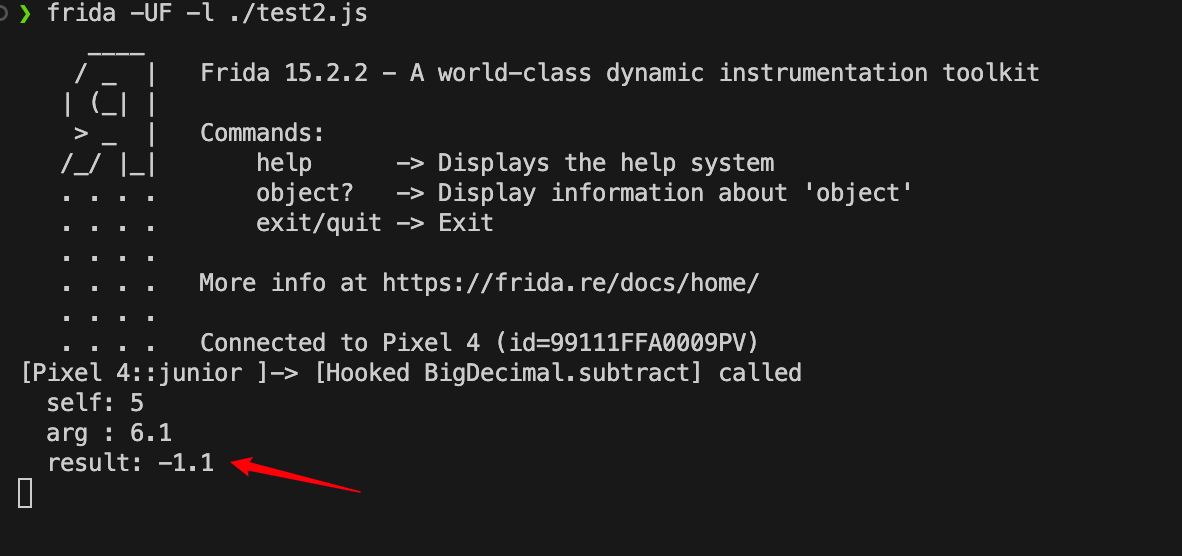 ❯ frida -UF -l ./test2.js
     ____
    / _  |   Frida 15.2.2 - A world-class dynamic instrumentation toolkit
   | (_| |
    > _  |   Commands:
   /_/ |_|       help      -> Displays the help system
   . . . .       object?   -> Display information about 'object'
   . . . .       exit/quit -> Exit
   . . . .
   . . . .   More info at https://frida.re/docs/home/
   . . . .
   . . . .   Connected to Pixel 4 (id=99111FFA0009PV)
[Pixel 4::junior ]-> [Hooked BigDecimal.subtract] called
  self: 5
  arg : 6.1
  result: -1.1